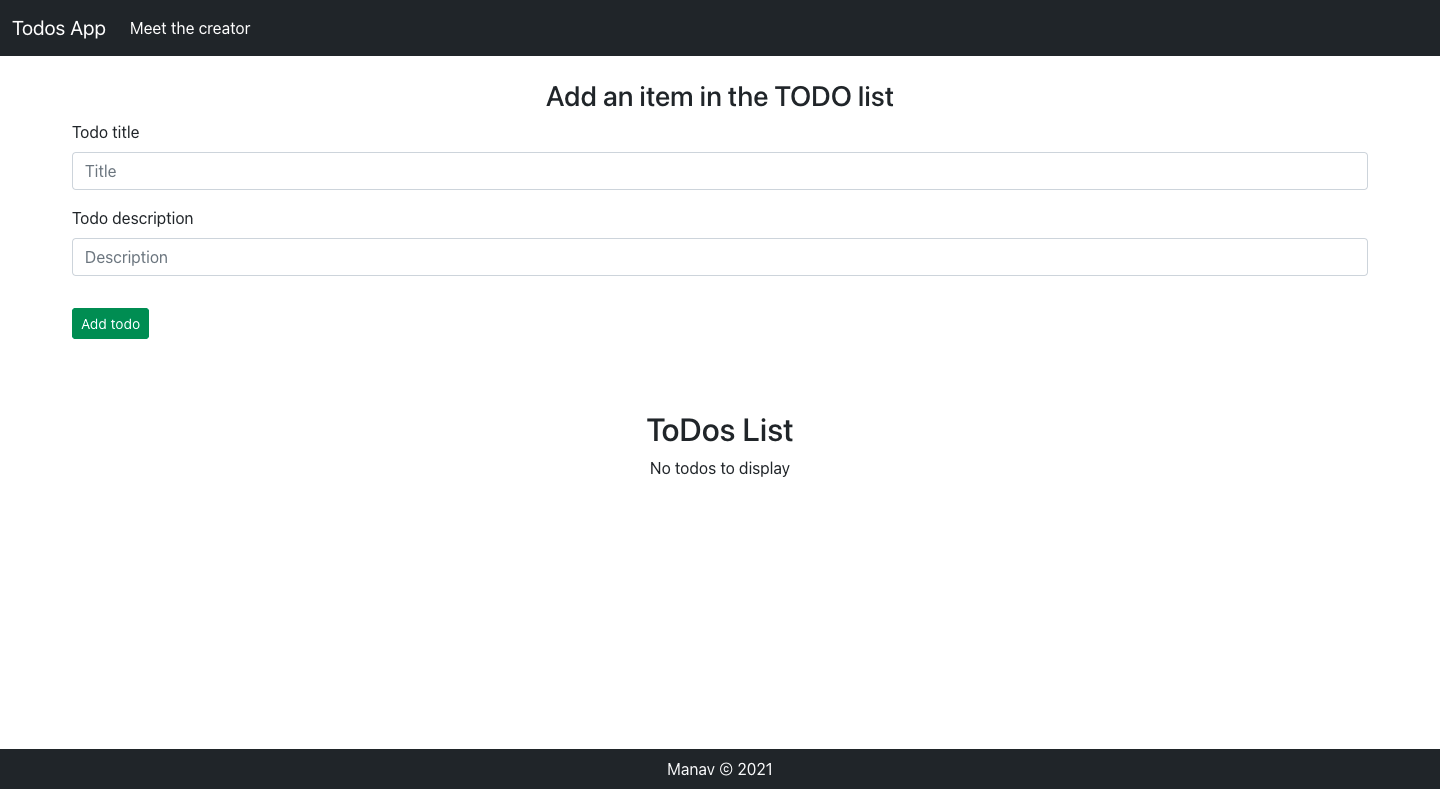 Todos App Meet the creator
Add an item in the TODO list
Todo title
Title
Todo description
Description
Add todo
ToDos List
No todos to display
Manav © 2021